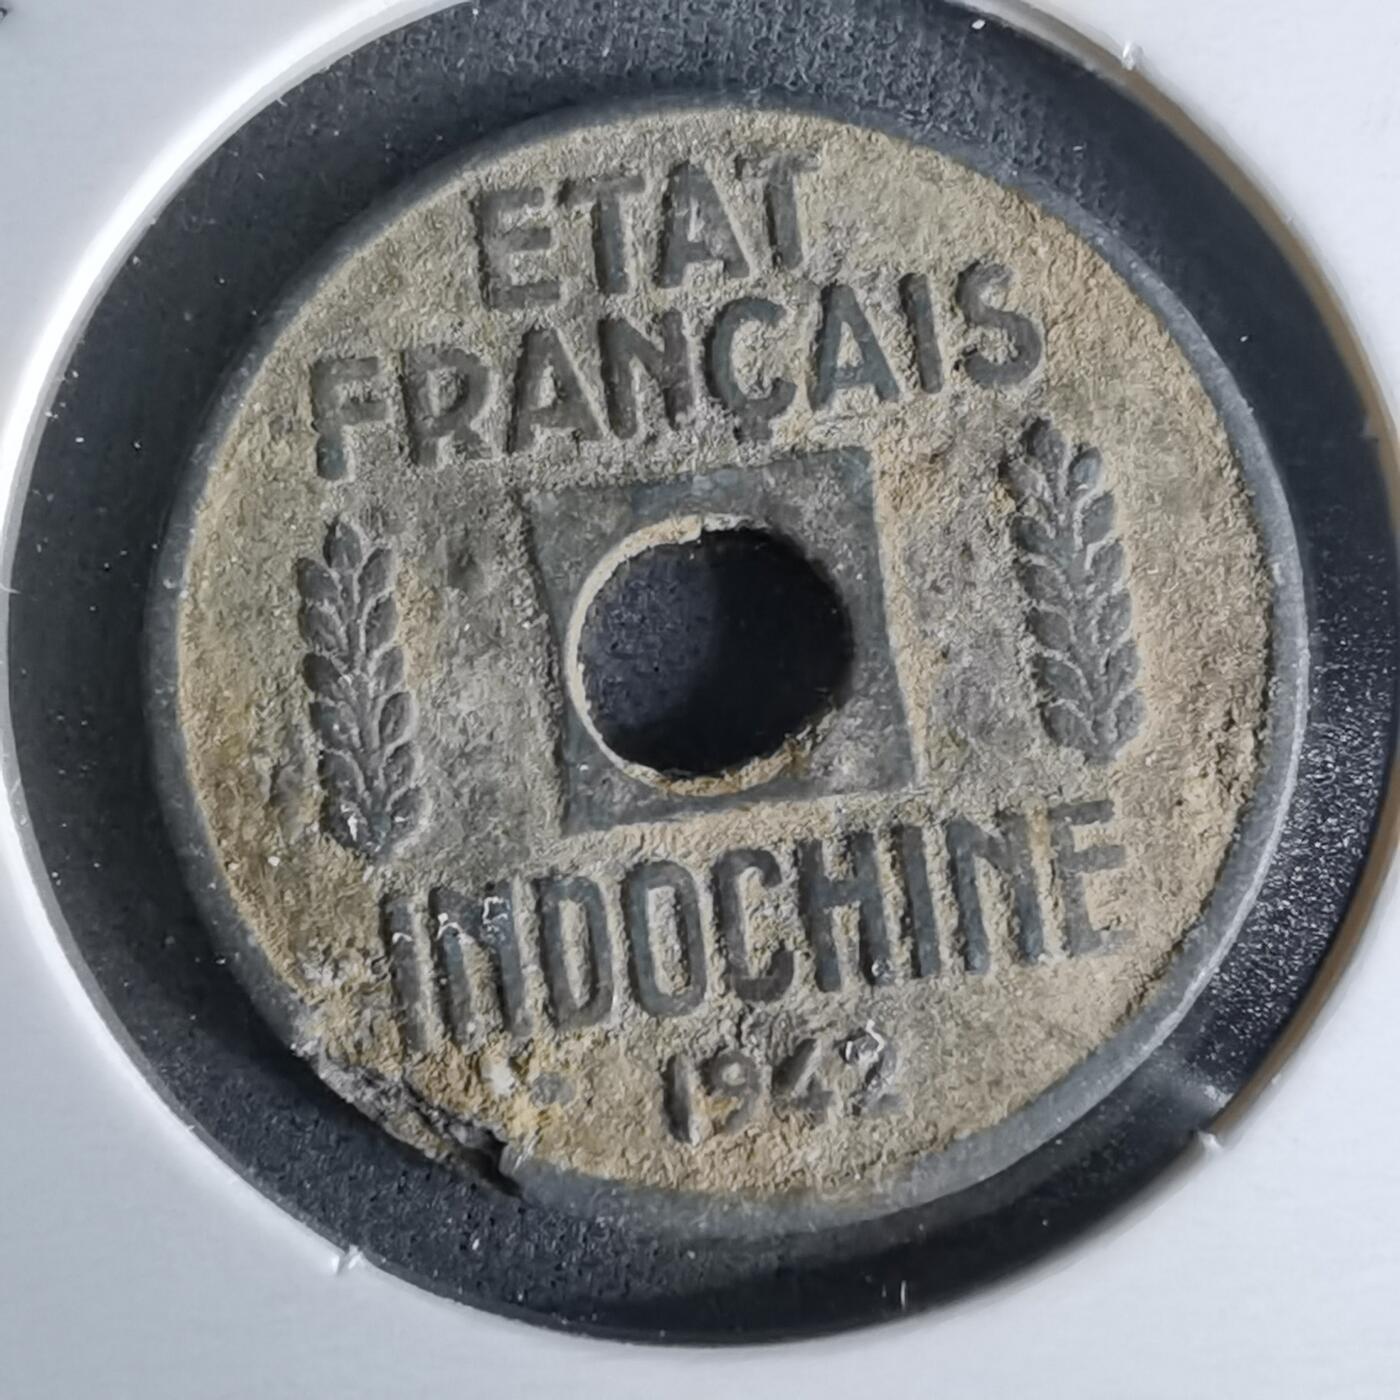 ETAT
FRANÇAIS
INDOCHINE
1942